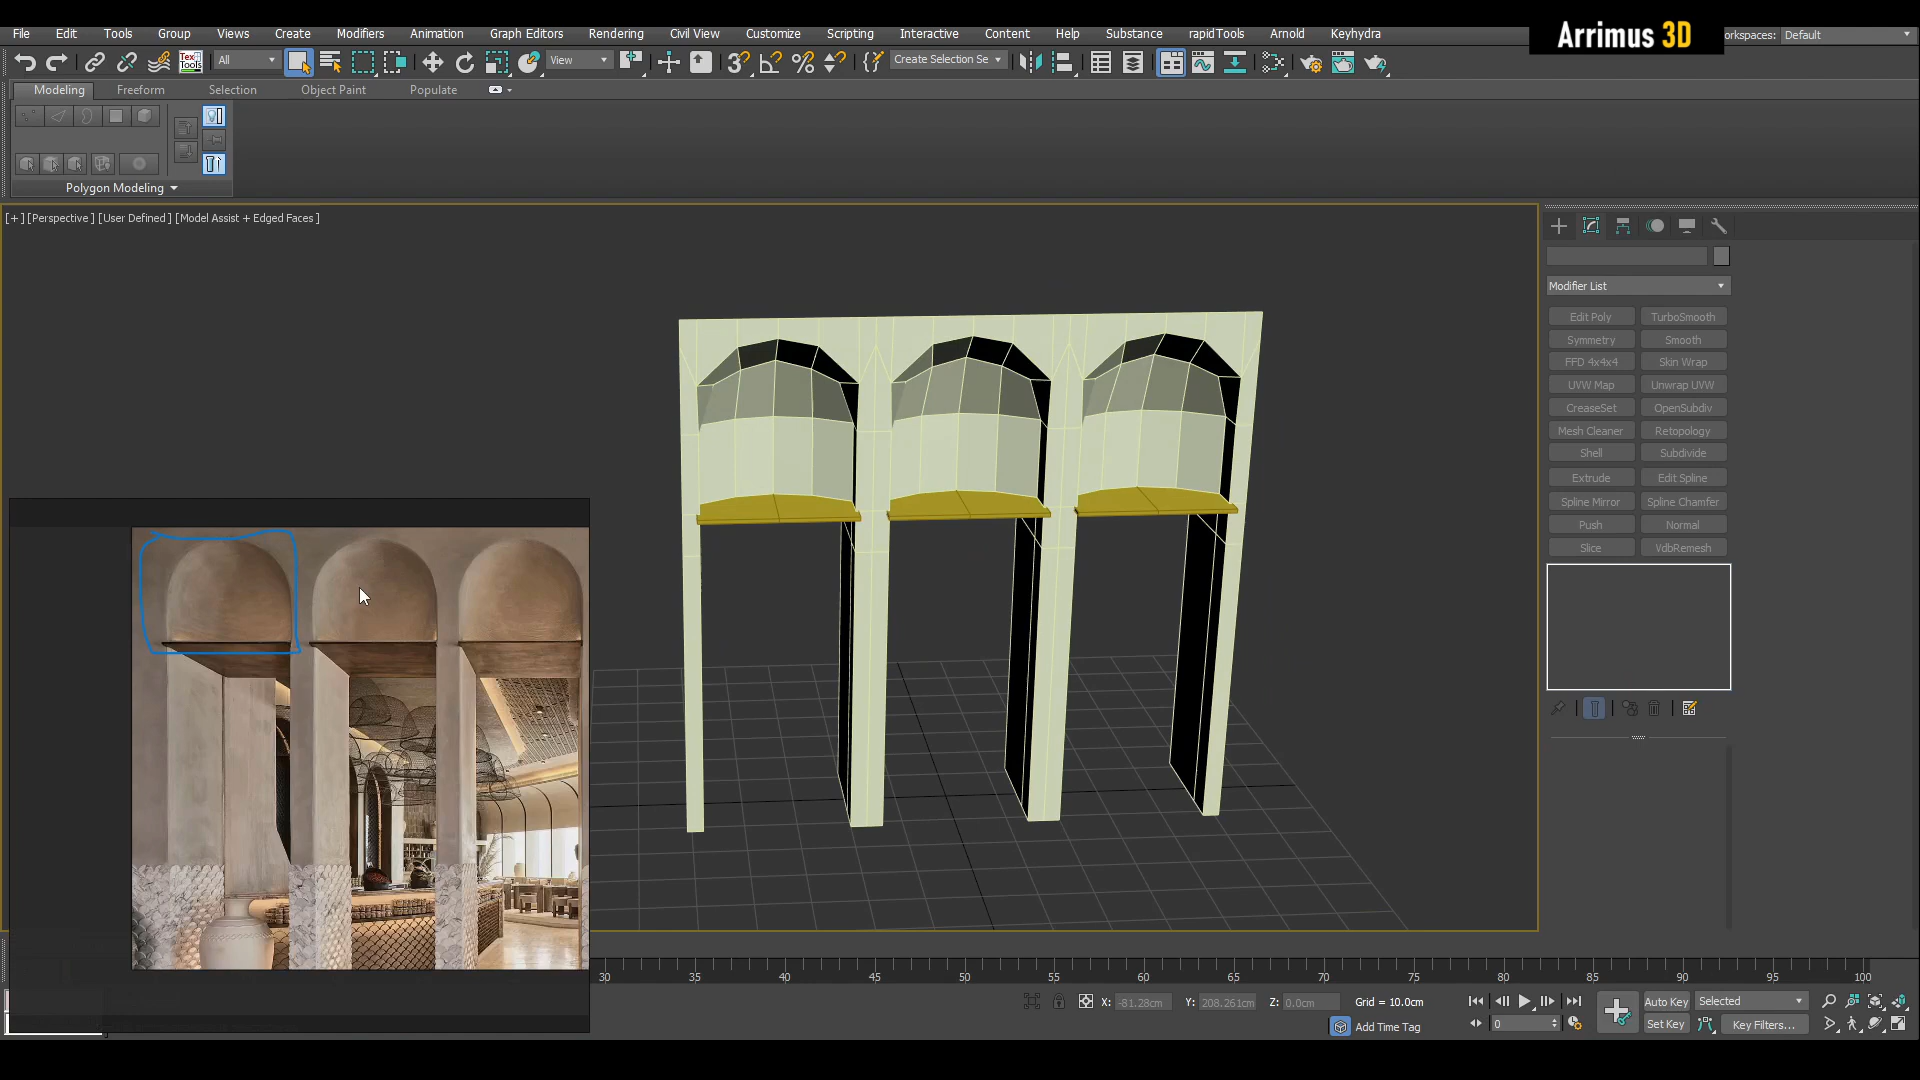 Arrimus 3D
File Edit Tools Group Views Create Modifiers Animation Graph Editors Rendering Civil View Customize Scripting Interactive Content Help Substance rapidTools Arnold Keyhydra orkspaces: Default
All View Create Selection Se
Modeling Freeform Selection Object Paint Populate
Polygon Modeling
[+] [Perspective] [User Defined] [Model Assist + Edged Faces]
Modifier List
Edit Poly TurboSmooth
Symmetry Smooth
FFD 4x4x4 Skin Wrap
UVW Map Unwrap UVW
CreaseSet OpenSubdiv
Mesh Cleaner Retopology
Shell Subdivide
Extrude Edit Spline
Spline Mirror Spline Chamfer
Push Normal
Slice VdbRemesh
30 35 40 45 50 55 60 65 70 75 80 85 90 95 100
X: -81.28cm Y: 208.261cm Z: 0.0cm Grid = 10.0cm Auto Key Selected
Add Time Tag 0 Set Key Key Filters...